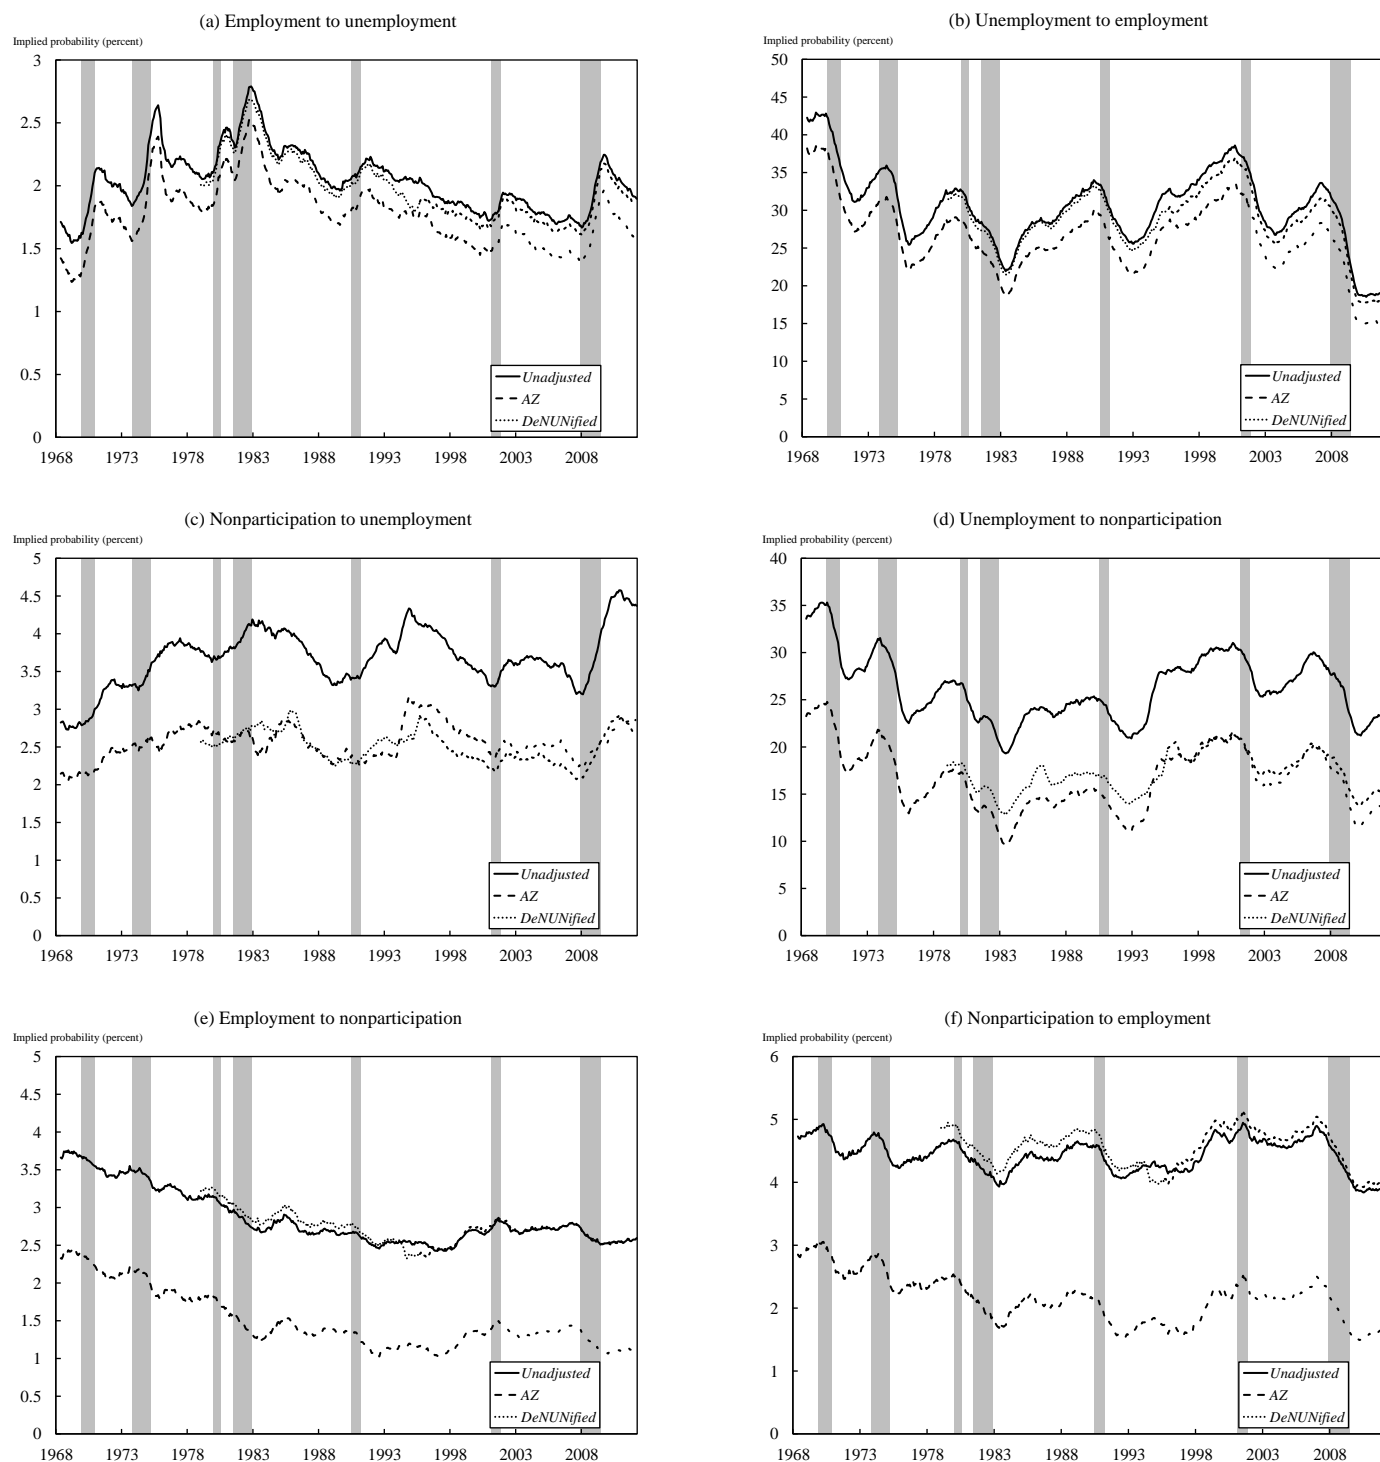 (a) Employment to unemployment
Implied probability (percent)
3
2.5
2
1.5
1
0.5
0
1968 1973 1978 1983 1988 1993 1998 2003 2008
Unadjusted
AZ
DeNUNified
(b) Unemployment to employment
Implied probability (percent)
50
45
40
35
30
25
20
15
10
5
0
1968 1973 1978 1983 1988 1993 1998 2003 2008
Unadjusted
AZ
DeNUNified
(c) Nonparticipation to unemployment
Implied probability (percent)
5
4.5
4
3.5
3
2.5
2
1.5
1
0.5
0
1968 1973 1978 1983 1988 1993 1998 2003 2008
Unadjusted
AZ
DeNUNified
(d) Unemployment to nonparticipation
Implied probability (percent)
40
35
30
25
20
15
10
5
0
1968 1973 1978 1983 1988 1993 1998 2003 2008
Unadjusted
AZ
DeNUNified
(e) Employment to nonparticipation
Implied probability (percent)
5
4.5
4
3.5
3
2.5
2
1.5
1
0.5
0
1968 1973 1978 1983 1988 1993 1998 2003 2008
Unadjusted
AZ
DeNUNified
(f) Nonparticipation to employment
Implied probability (percent)
6
5
4
3
2
1
0
1968 1973 1978 1983 1988 1993 1998 2003 2008
Unadjusted
AZ
DeNUNified